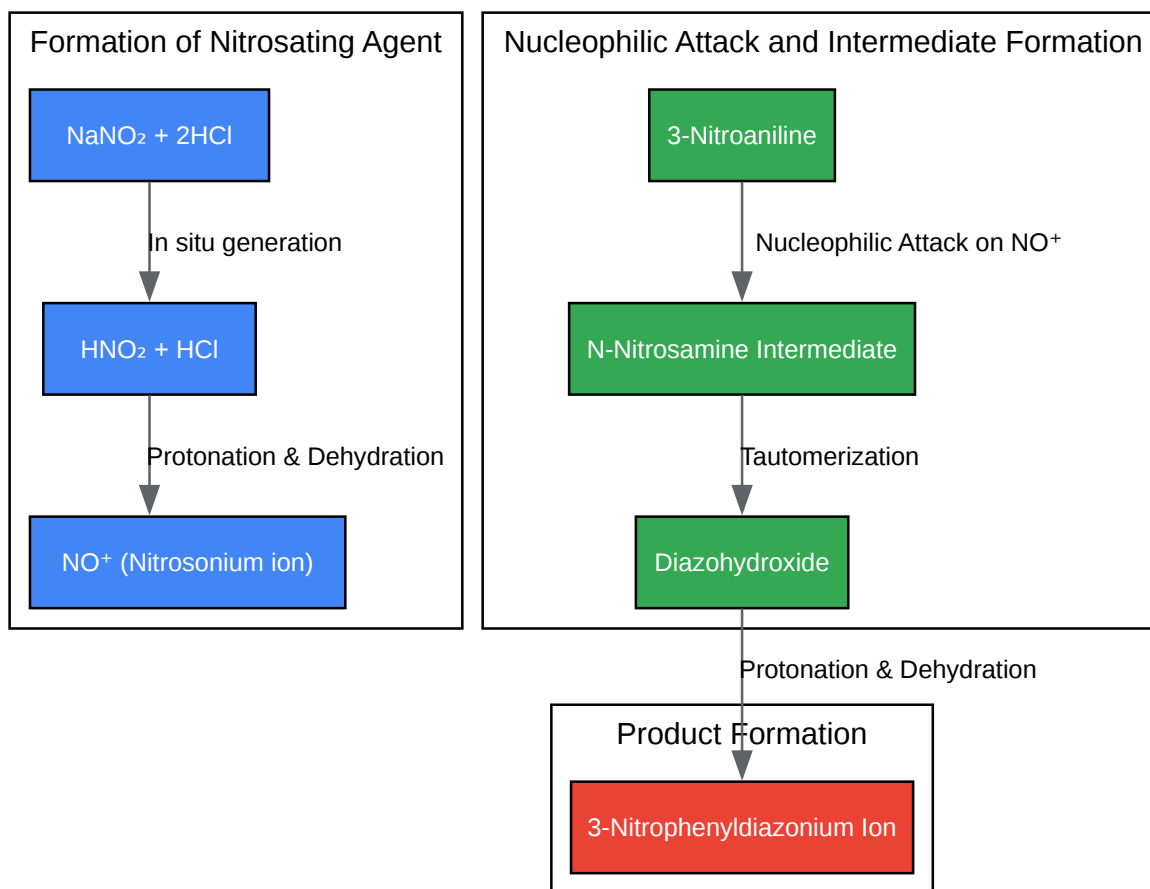 Formation of Nitrosating Agent
NaNO₂ + 2HCl
In situ generation
HNO₂ + HCl
Protonation & Dehydration
NO⁺ (Nitrosonium ion)
Nucleophilic Attack and Intermediate Formation
3-Nitroaniline
Nucleophilic Attack on NO⁺
N-Nitrosamine Intermediate
Tautomerization
Diazohydroxide
Protonation & Dehydration
Product Formation
3-Nitrophenyldiazonium Ion